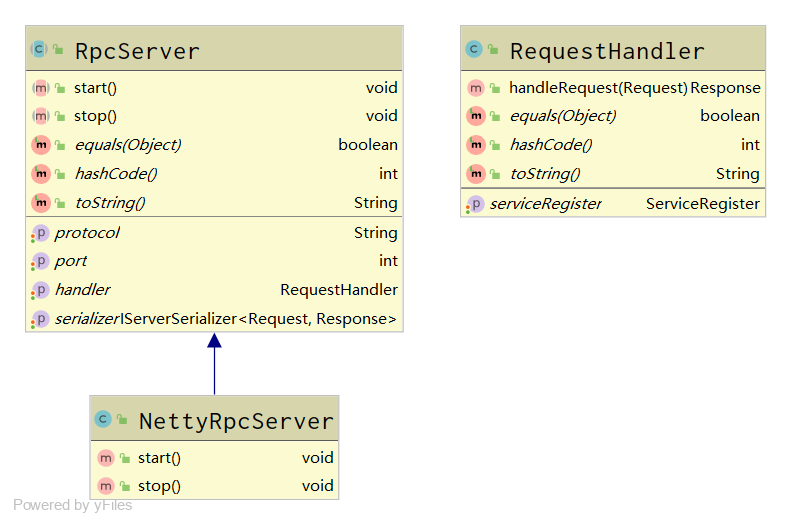 RpcServer
start() void
stop() void
equals(Object) boolean
hashCode() int
toString() String
protocol String
port int
handler RequestHandler
serializerIServerSerializer<Request, Response>
RequestHandler
handleRequest(Request) Response
equals(Object) boolean
hashCode() int
toString() String
serviceRegister ServiceRegister
NettyRpcServer
start() void
stop() void
Powered by yFiles